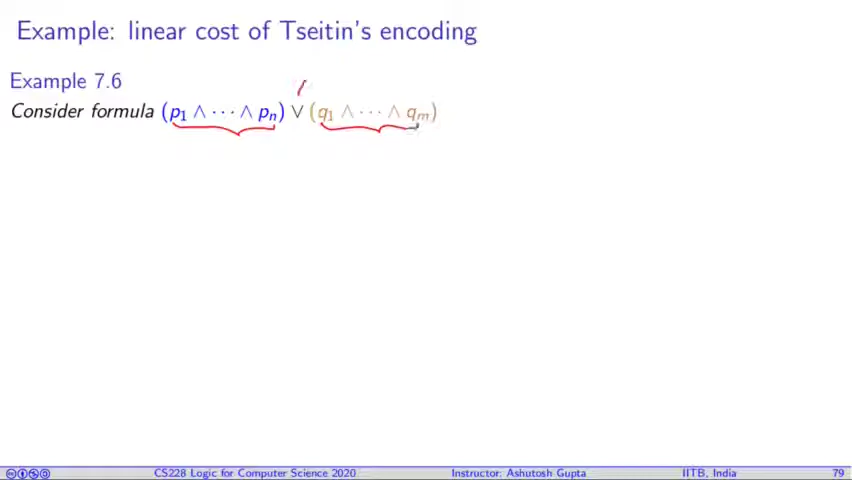 Example: linear cost of Tseitin's encoding
Example 7.6
Consider formula (p₁ ∧ ··· ∧ pₙ) ∨ (q₁ ∧ ··· ∧ qₘ)
CS228 Logic for Computer Science 2020 Instructor: Ashutosh Gupta IITB, India 79